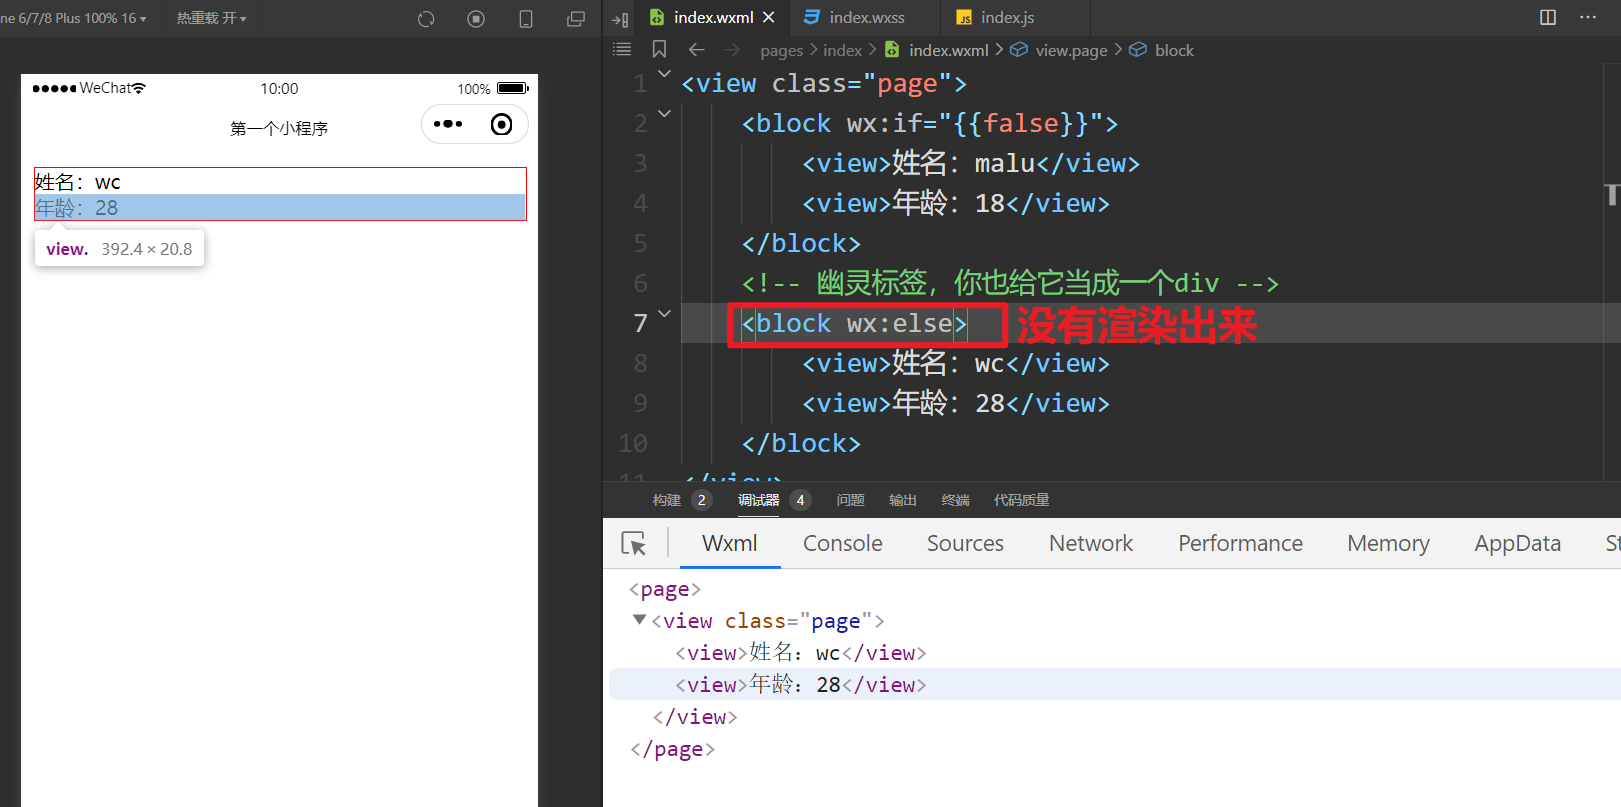 ne 6/7/8 Plus 100% 16 热重载 开
WeChat 10:00 100%
第一个小程序
姓名：wc
年龄：28
view. 392.4 × 20.8
index.wxml index.wxss index.js
pages index index.wxml view.page block
1 <view class="page">
2 <block wx:if="{{false}}">
3 <view>姓名：malu</view>
4 <view>年龄：18</view>
5 </block>
6 <!-- 幽灵标签，你也给它当成一个div -->
7 <block wx:else> 没有渲染出来
8 <view>姓名：wc</view>
9 <view>年龄：28</view>
10 </block>
11 </view>
构建 2 调试器 4 问题 输出 终端 代码质量
Wxml Console Sources Network Performance Memory AppData St
<page>
<view class="page">
<view>姓名：wc</view>
<view>年龄：28</view>
</view>
</page>